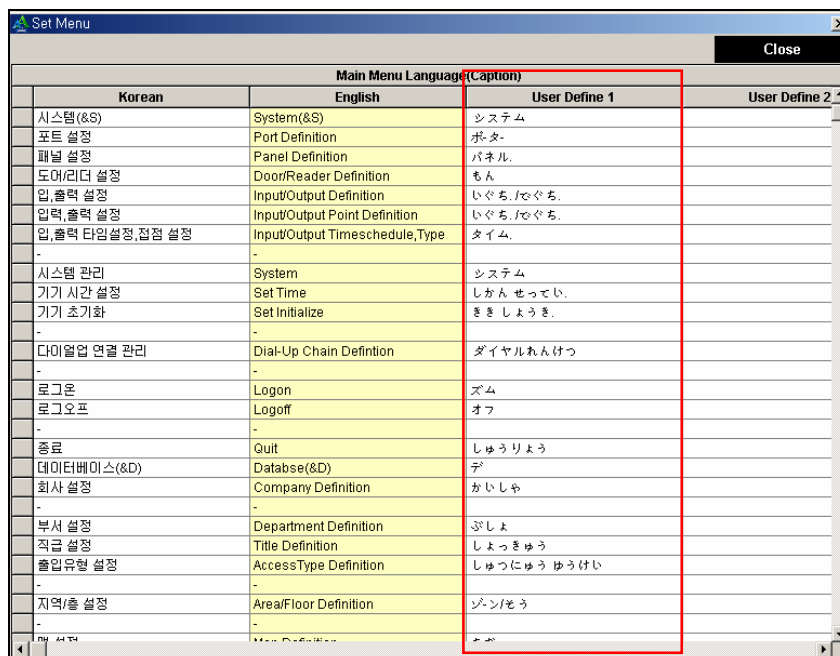 Set Menu
Close
Main Menu Language(Caption)
Korean English User Define 1 User Define 2
시스템(&S) System(&S) システム
포트 설정 Port Definition ポ-タ-
패널 설정 Panel Definition パネル.
도어/리더 설정 Door/Reader Definition もん
입,출력 설정 Input/Output Definition いぐち./でぐち.
입력,출력 설정 Input/Output Point Definition いぐち./でぐち.
입,출력 타임설정,접점 설정 Input/Output Timeschedule,Type タイム.
- -
시스템 관리 System システム
기기 시간 설정 Set Time しかん せってい.
기기 초기화 Set Initialize きき しょうき.
- -
다이얼업 연결 관리 Dial-Up Chain Defintion ダイヤルれんけつ
- -
로그온 Logon ズム
로그오프 Logoff オフ
- -
종료 Quit しゅうりょう
데이터베이스(&D) Databse(&D) デ
회사 설정 Company Definition かいしゃ
- -
부서 설정 Department Definition ぶしょ
직급 설정 Title Definition しょっきゅう
출입유형 설정 AccessType Definition しゅつにゅう ゆうけい
- -
지역/층 설정 Area/Floor Definition ゾ-ン/そう
- -